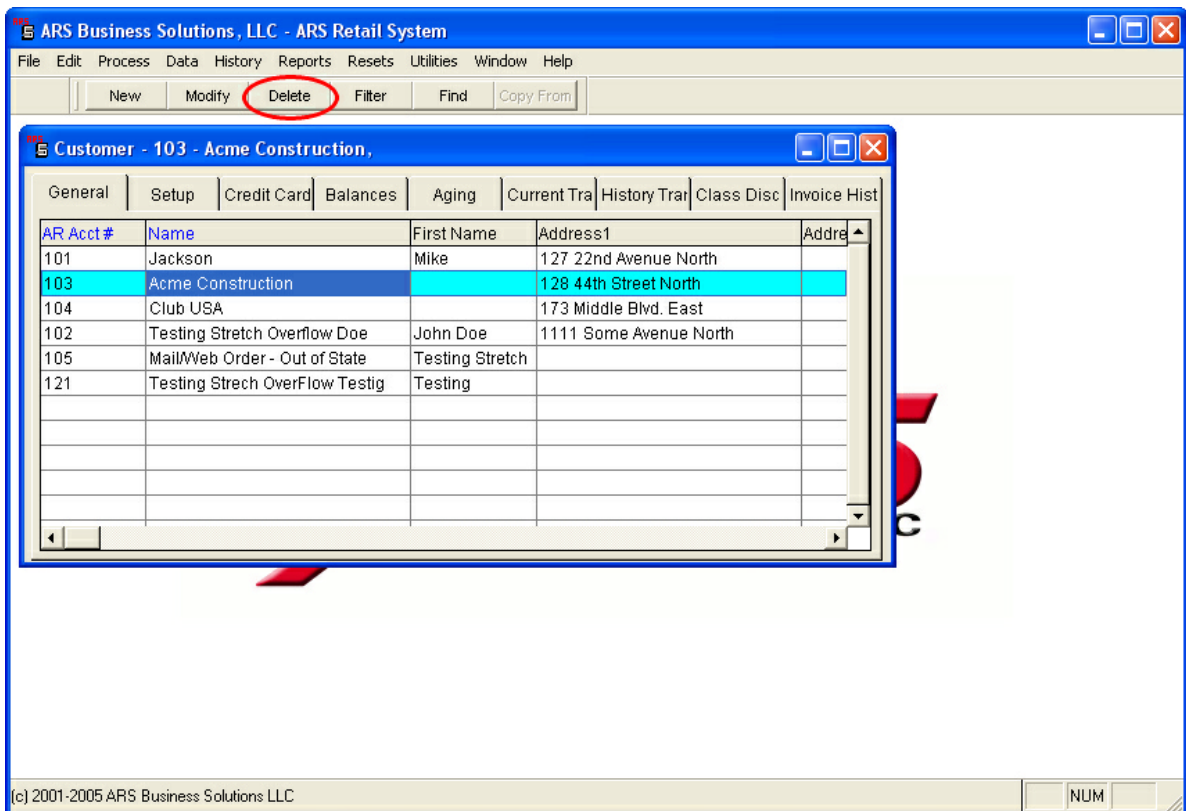 ARS Business Solutions, LLC - ARS Retail System
File Edit Process Data History Reports Resets Utilities Window Help
New Modify Delete Filter Find Copy From
Customer - 103 - Acme Construction,
General Setup Credit Card Balances Aging Current Tra History Trar Class Disc Invoice Hist
AR Acct # Name First Name Address1 Addre
101 Jackson Mike 127 22nd Avenue North
103 Acme Construction 128 44th Street North
104 Club USA 173 Middle Blvd. East
102 Testing Stretch Overflow Doe John Doe 1111 Some Avenue North
105 Mail/Web Order - Out of State Testing Stretch
121 Testing Strech OverFlow Testig Testing
C
(c) 2001-2005 ARS Business Solutions LLC NUM